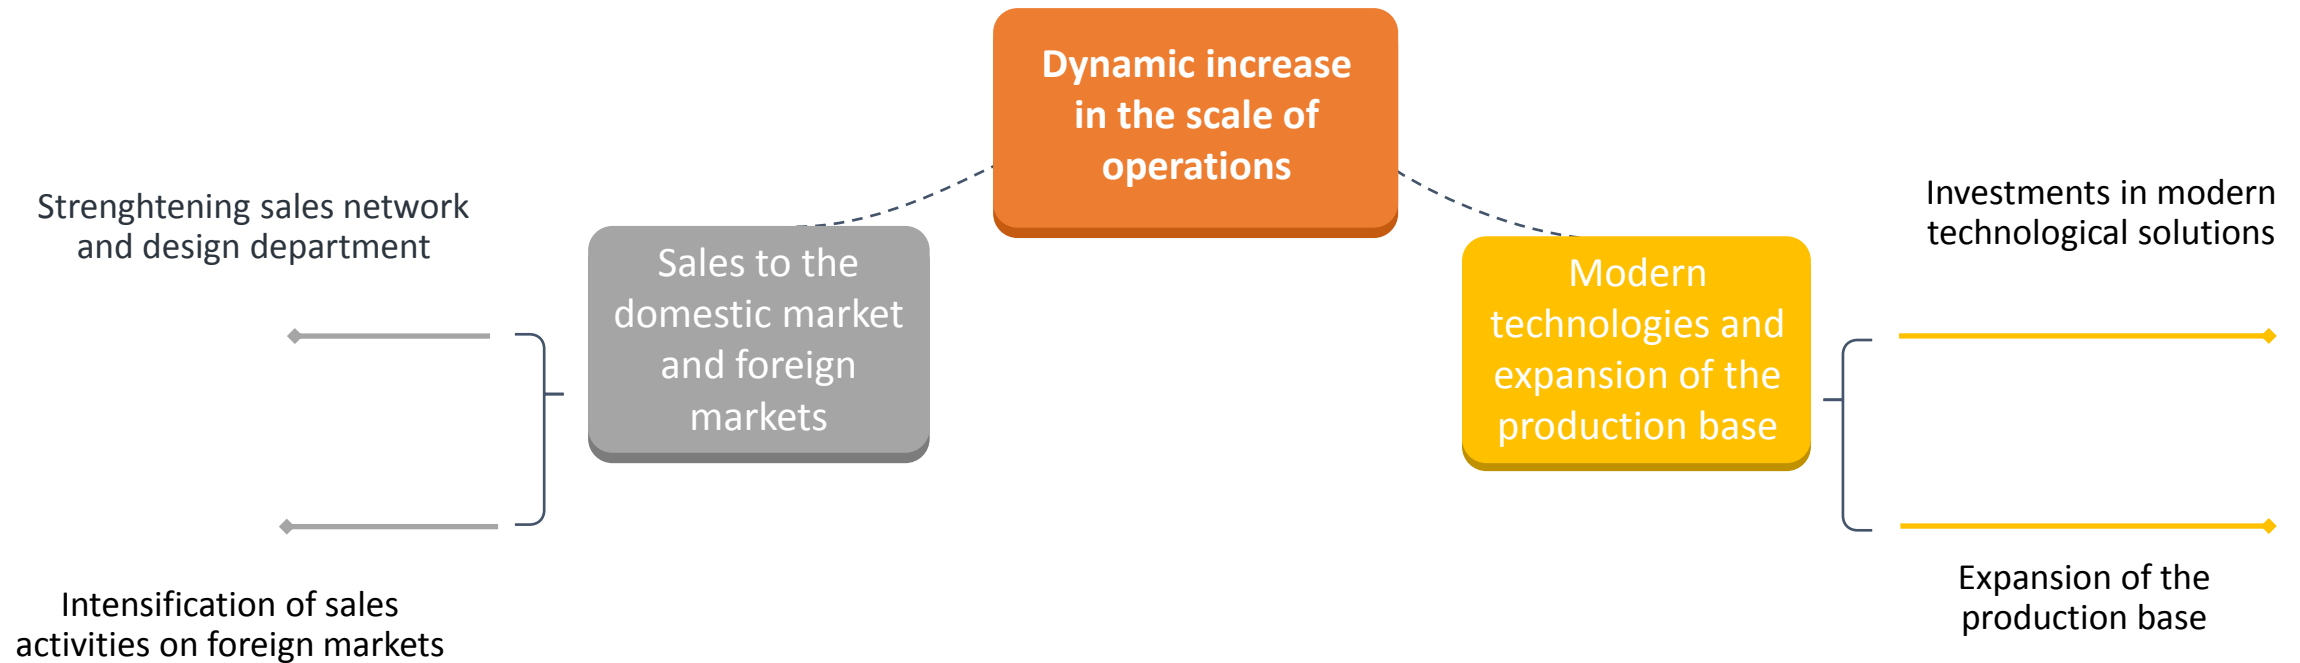 Dynamic increase
in the scale of
operations
Strenghtening sales network
and design department
Sales to the
domestic market
and foreign
markets
Intensification of sales
activities on foreign markets
Modern
technologies and
expansion of the
production base
Investments in modern
technological solutions
Expansion of the
production base